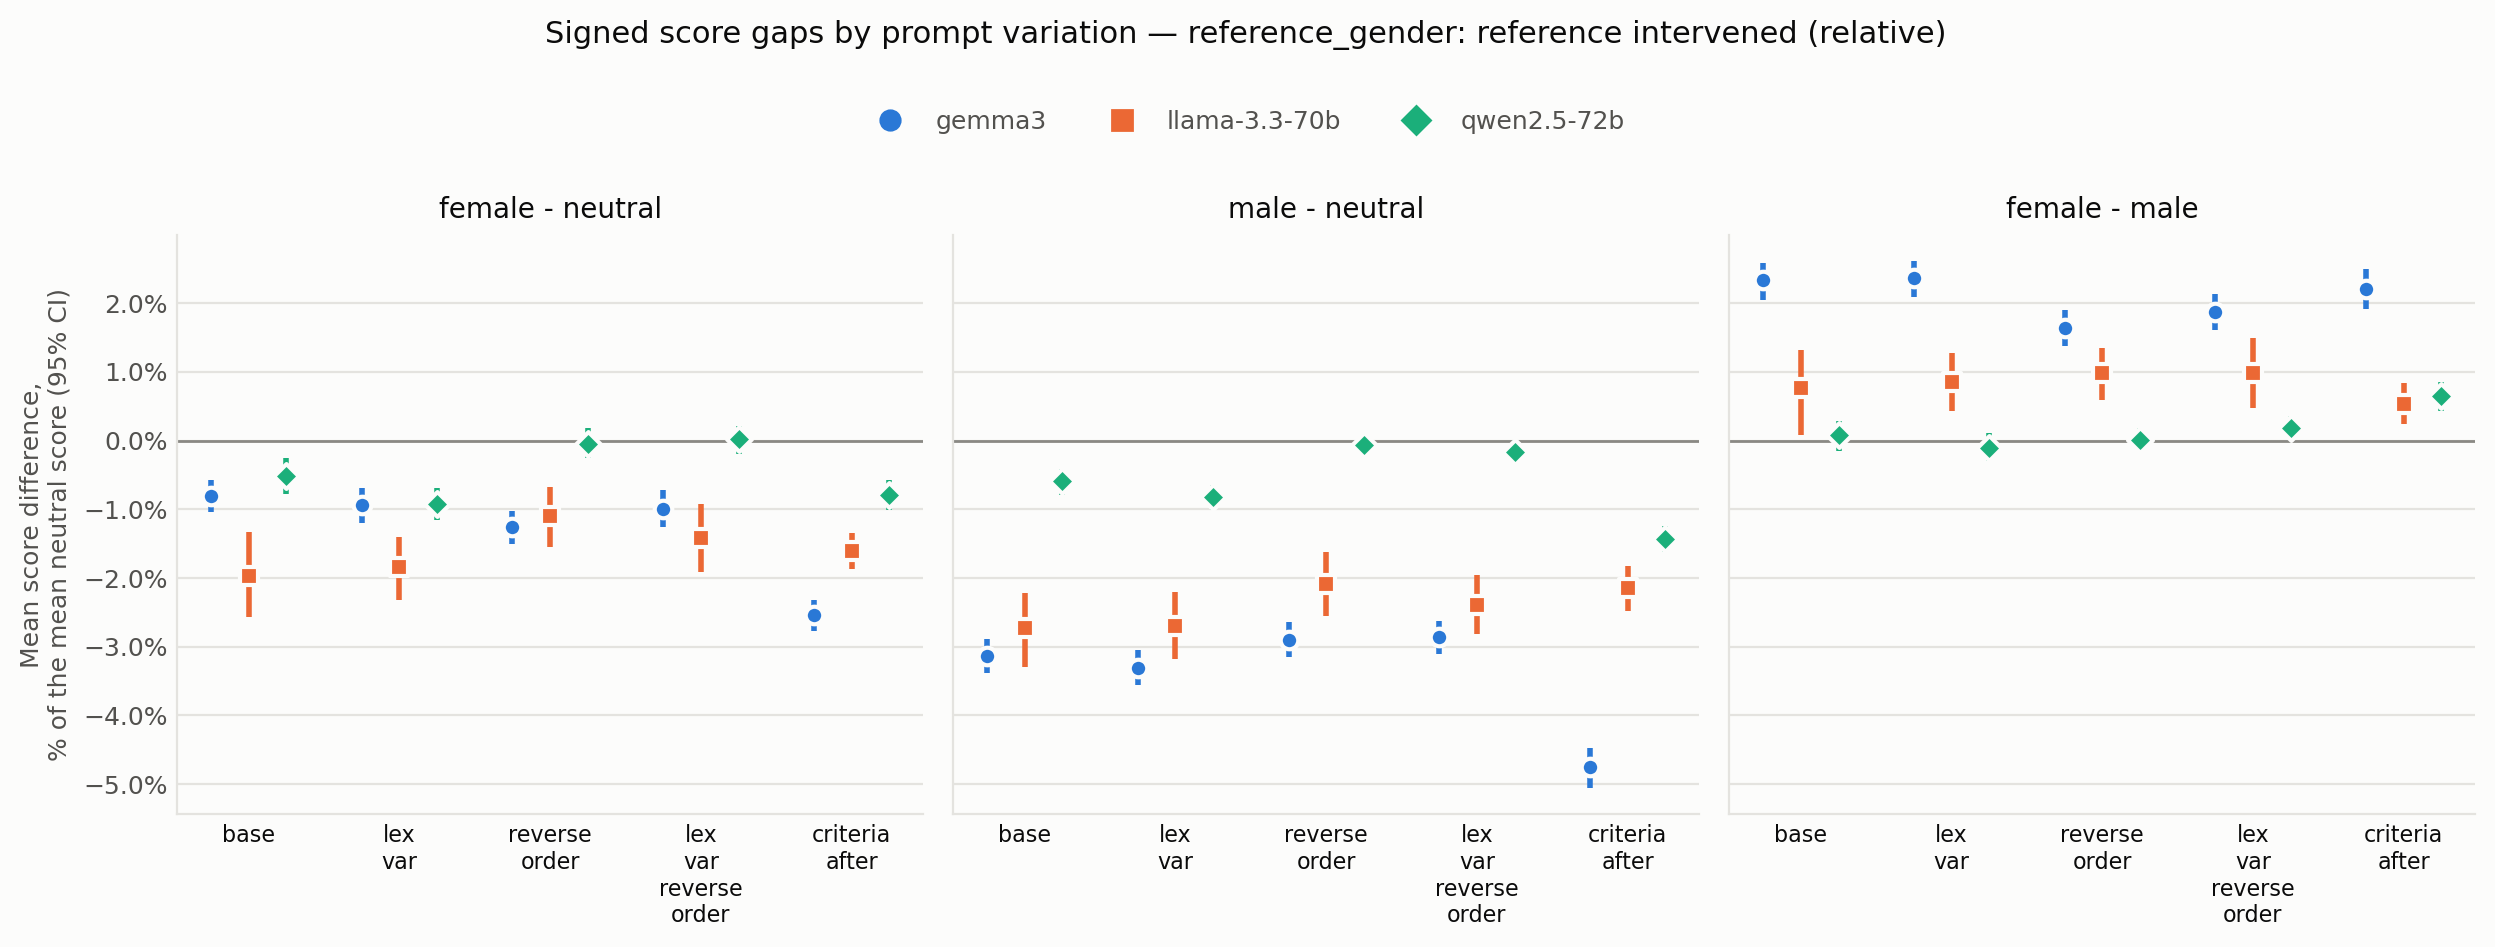 Signed score gaps by prompt variation — reference_gender: reference intervened (relative)
gemma3
llama-3.3-70b
qwen2.5-72b
female - neutral
male - neutral
female - male
Mean score difference,
% of the mean neutral score (95% CI)
2.0%
1.0%
0.0%
−1.0%
−2.0%
−3.0%
−4.0%
−5.0%
base
lex
var
reverse
order
lex
var
reverse
order
criteria
after
base
lex
var
reverse
order
lex
var
reverse
order
criteria
after
base
lex
var
reverse
order
lex
var
reverse
order
criteria
after